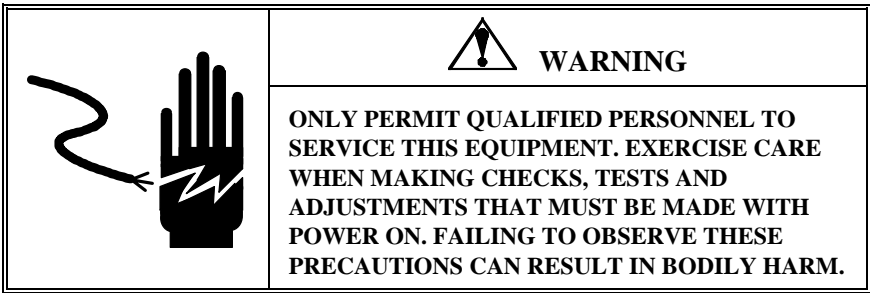 WARNING
ONLY PERMIT QUALIFIED PERSONNEL TO
SERVICE THIS EQUIPMENT. EXERCISE CARE
WHEN MAKING CHECKS, TESTS AND
ADJUSTMENTS THAT MUST BE MADE WITH
POWER ON. FAILING TO OBSERVE THESE
PRECAUTIONS CAN RESULT IN BODILY HARM.